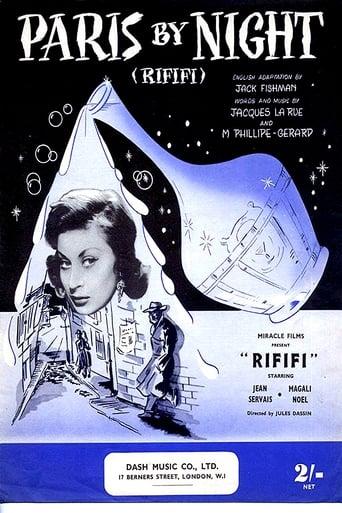 PARIS BY NIGHT
(RIFIFI)
ENGLISH ADAPTATION BY
JACK FISHMAN
WORDS AND MUSIC BY
JACQUES LA RUE
AND
M PHILLIPE-GERARD
MIRACLE FILMS
PRESENT
"RIFIFI"
STARRING
JEAN SERVAIS • MAGALI NOEL
Directed by JULES DASSIN
DASH MUSIC CO., LTD.
17 BERNERS STREET, LONDON, W.1
2/-
NET